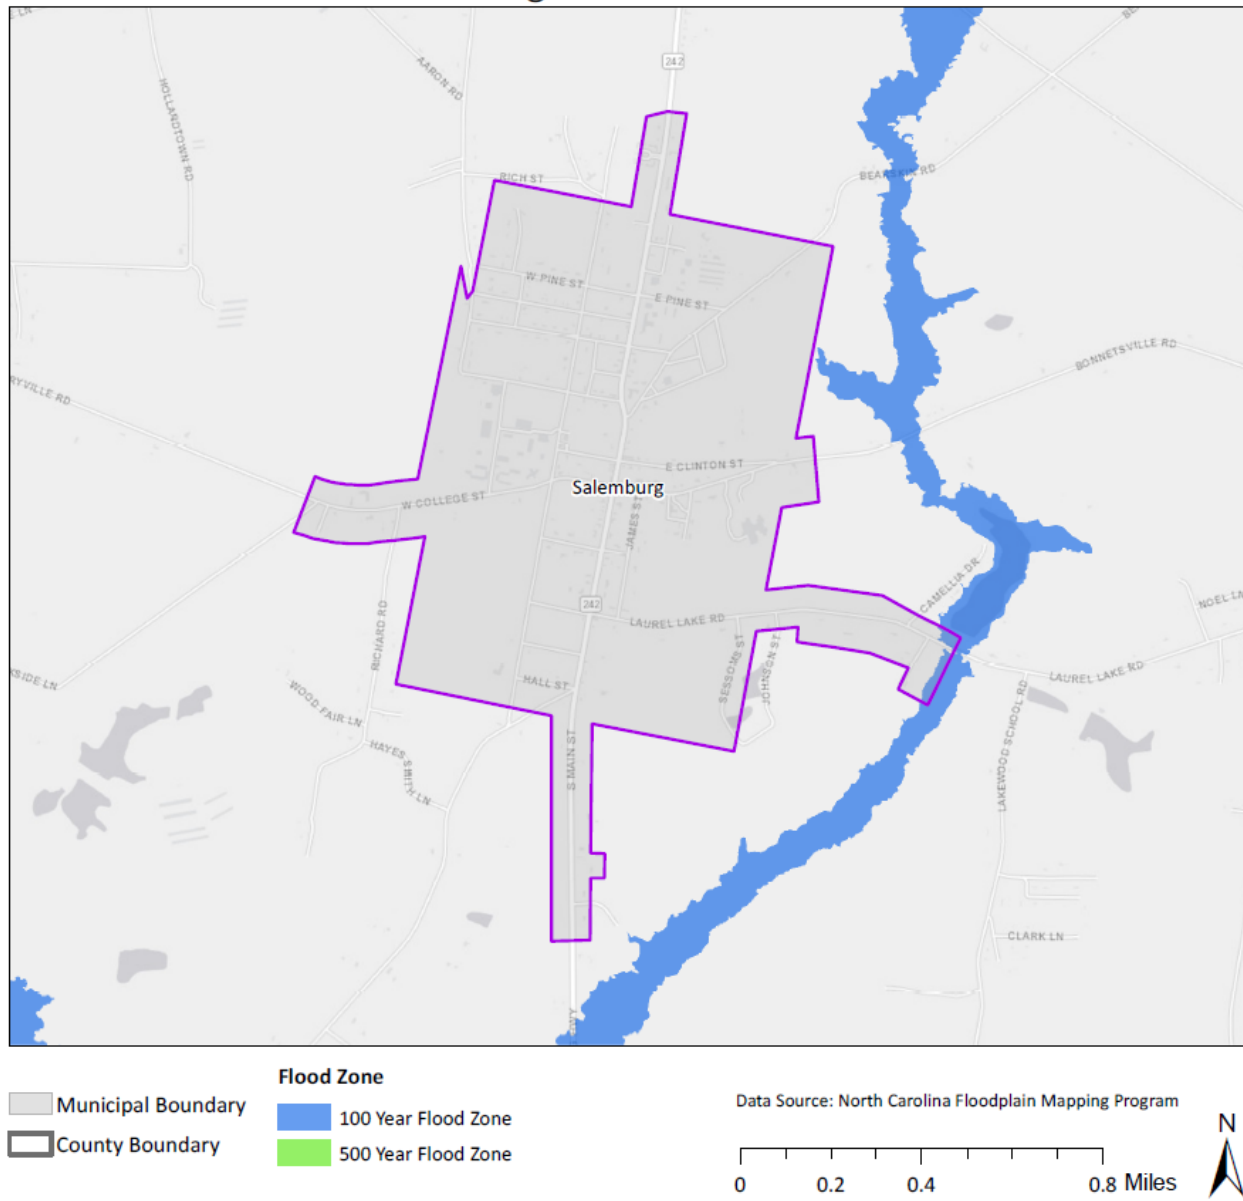 242
AARON RD
HOLLANDTOWN RD
BEARSKIN RD
RICH ST
W PINE ST
E PINE ST
BONNETSVILLE RD
RYVILLE RD
E CLINTON ST
Salemburg
W COLLEGE ST
JAMES ST
CAMELLIA DR
NOEL LA
242
LAUREL LAKE RD
RICHARD RD
SESSOMS ST
JOHNSON ST
LAUREL LAKE RD
KSIDE LN
HALL ST
WOOD FAIR LN
LAKEWOOD SCHOOL RD
S MAIN ST
HAYES SMITH LN
CLARK LN
Flood Zone
Municipal Boundary
100 Year Flood Zone
County Boundary
500 Year Flood Zone
Data Source: North Carolina Floodplain Mapping Program
N
0 0.2 0.4 0.8 Miles